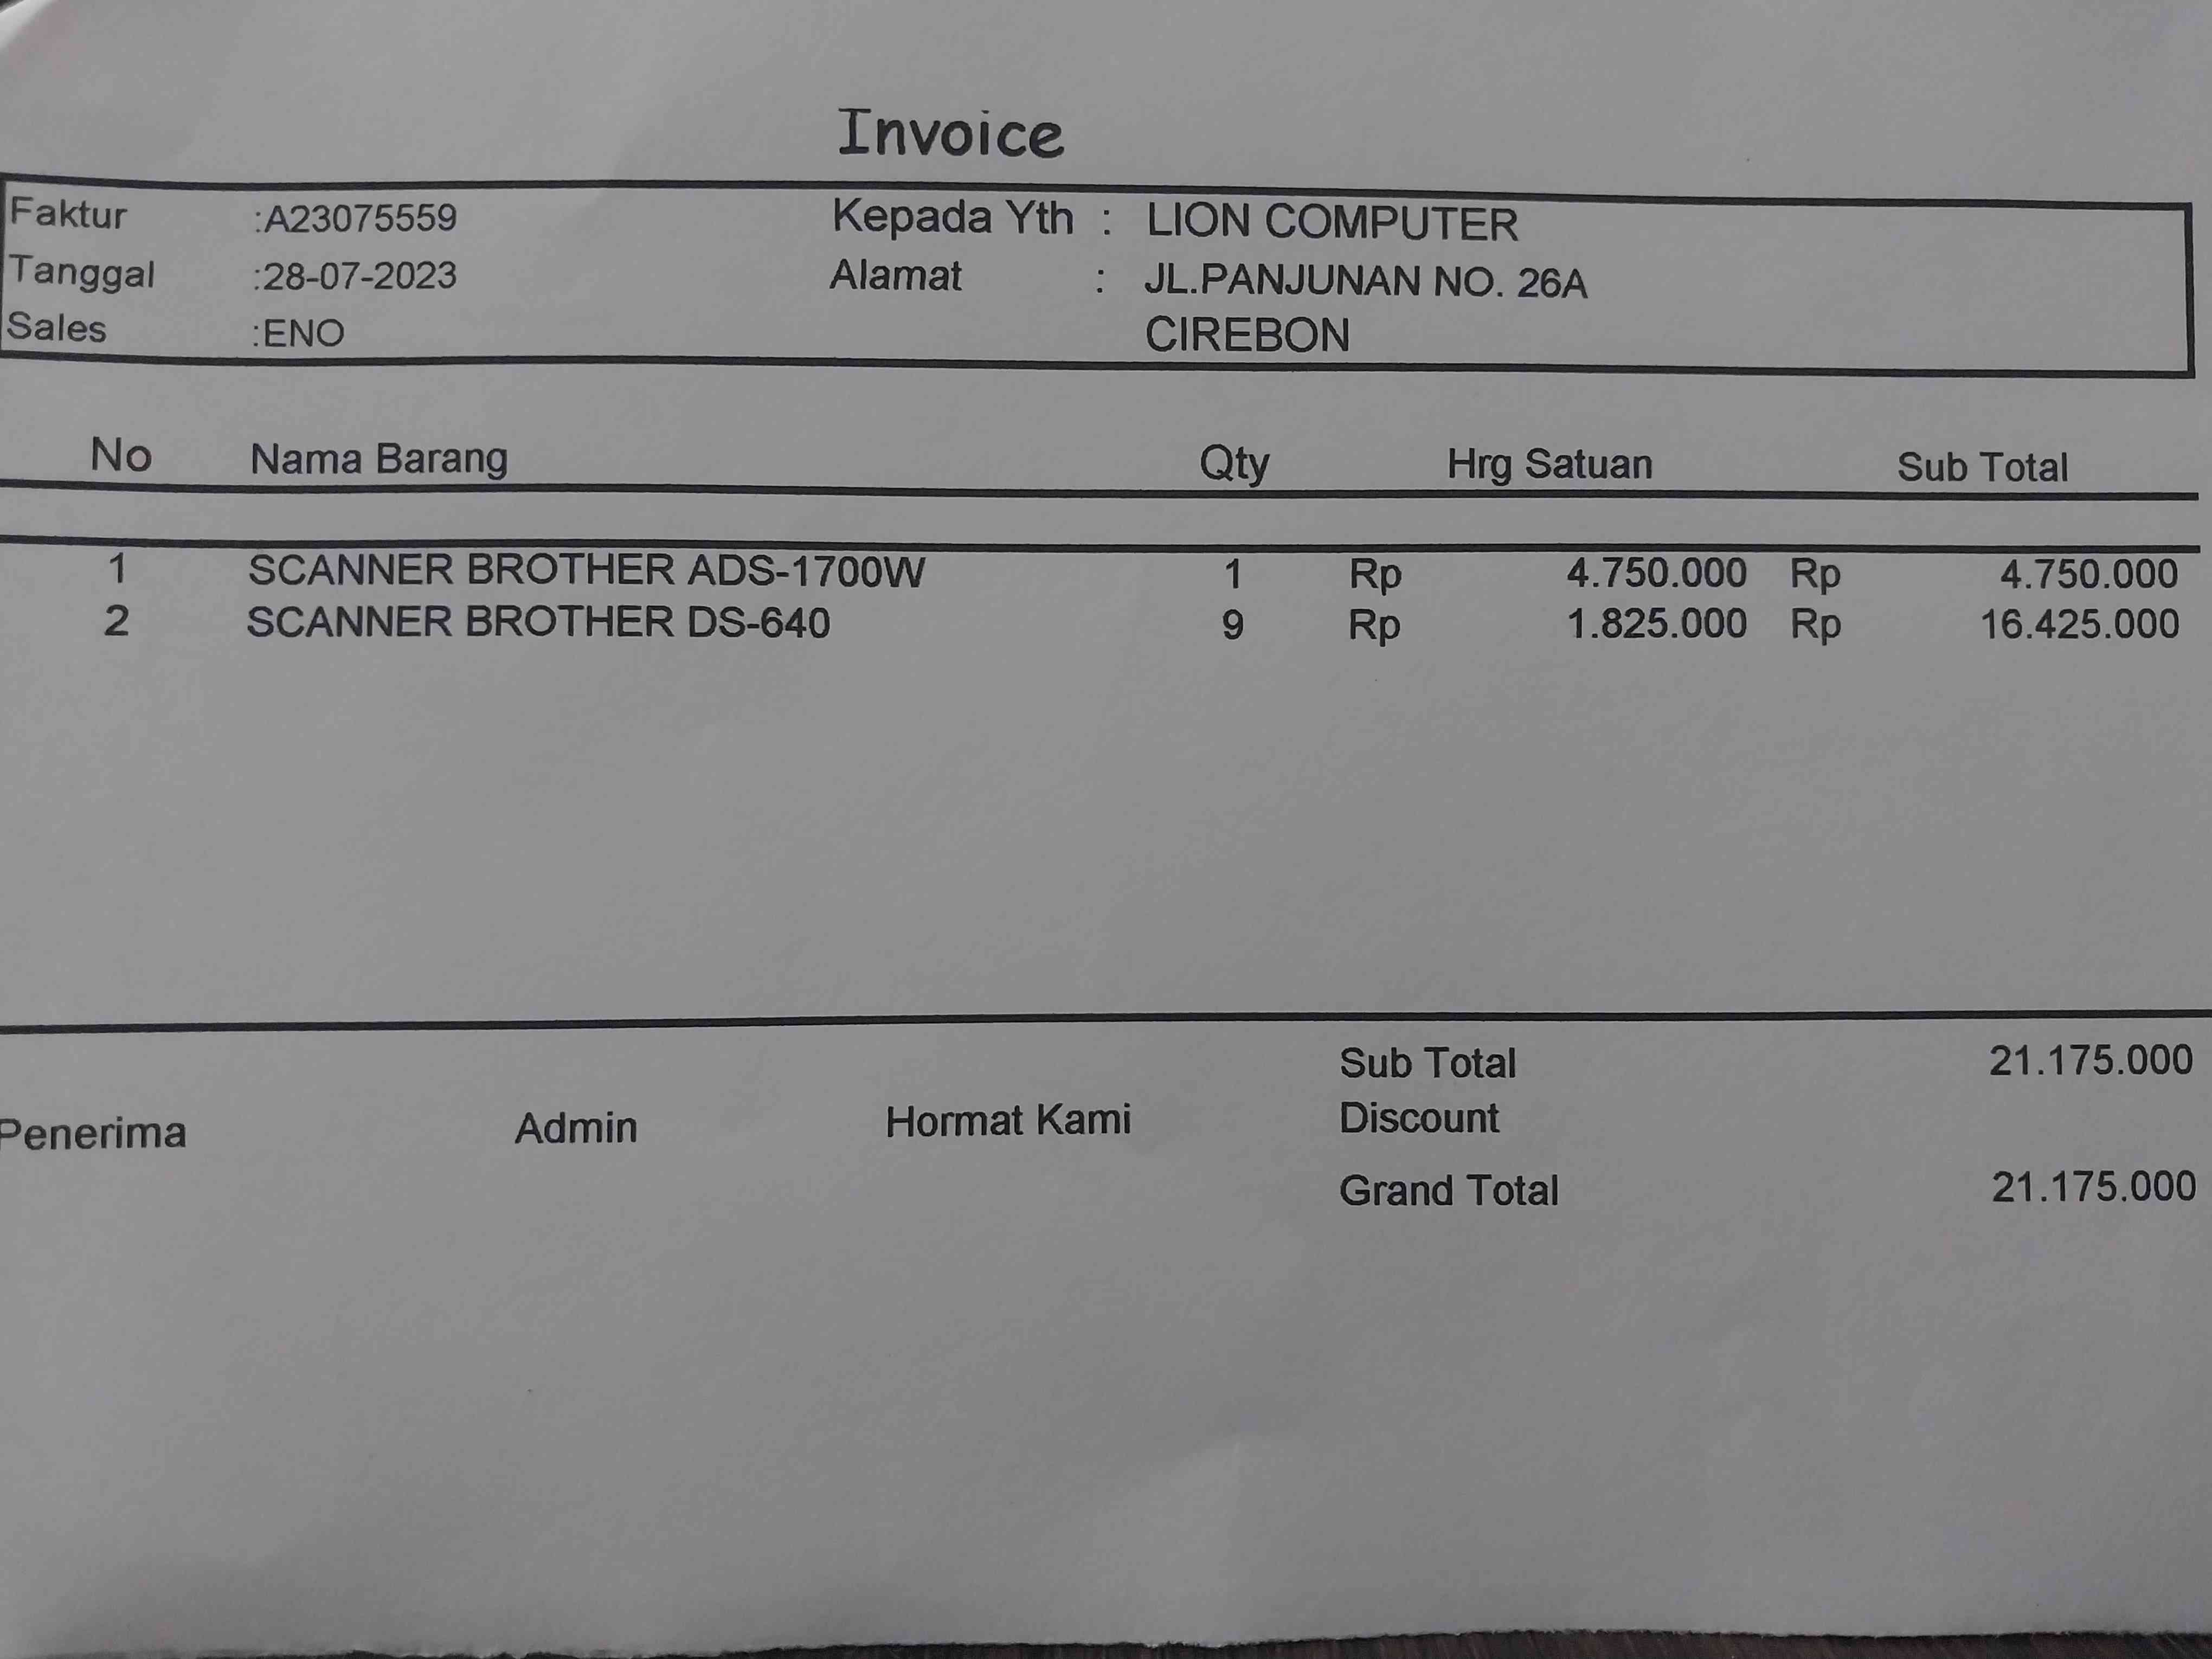 Invoice
Faktur :A23075559 Kepada Yth : LION COMPUTER
Tanggal :28-07-2023 Alamat : JL.PANJUNAN NO. 26A
Sales :ENO CIREBON
No Nama Barang Qty Hrg Satuan Sub Total
1 SCANNER BROTHER ADS-1700W 1 Rp 4.750.000 Rp 4.750.000
2 SCANNER BROTHER DS-640 9 Rp 1.825.000 Rp 16.425.000
Sub Total 21.175.000
Penerima Admin Hormat Kami Discount
Grand Total 21.175.000